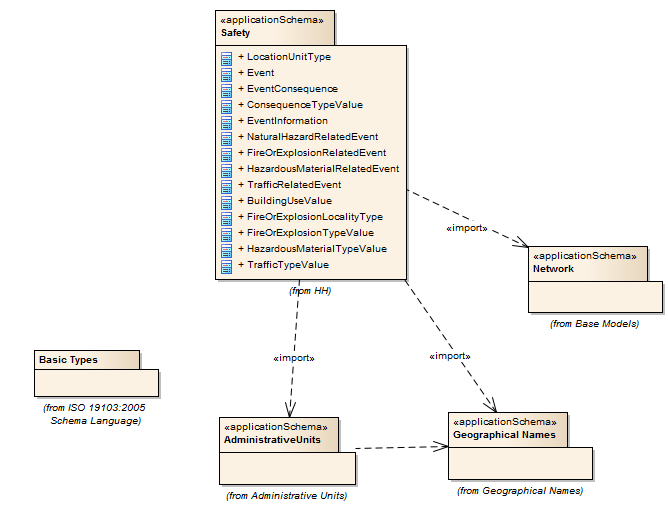 «applicationSchema»
Safety
+ LocationUnitType
+ Event
+ EventConsequence
+ ConsequenceTypeValue
+ EventInformation
+ NaturalHazardRelatedEvent
+ FireOrExplosionRelatedEvent
+ HazardousMaterialRelatedEvent
+ TrafficRelatedEvent
+ BuildingUseValue
+ FireOrExplosionLocalityType
+ FireOrExplosionTypeValue
+ HazardousMaterialTypeValue
+ TrafficTypeValue
(from HH)
«import»
«applicationSchema»
Network
(from Base Models)
«import»
«import»
Basic Types
(from ISO 19103:2005
Schema Language)
«applicationSchema»
AdministrativeUnits
(from Administrative Units)
«applicationSchema»
Geographical Names
(from Geographical Names)